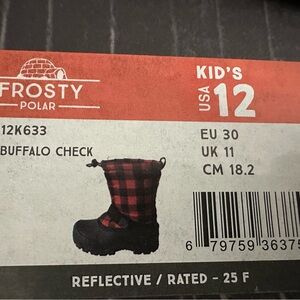 FROSTY
POLAR
KID'S
USA 12
12K633
BUFFALO CHECK
EU 30
UK 11
CM 18.2
6 79759 36375
REFLECTIVE / RATED - 25 F